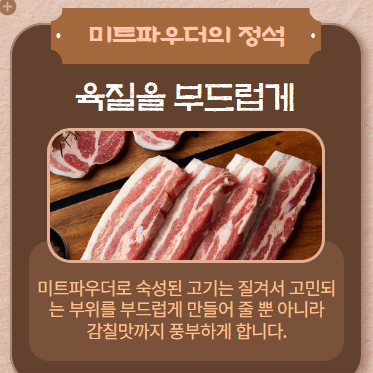 미트파우더의 정석
육질을 부드럽게
미트파우더로 숙성된 고기는 질겨서 고민되
는 부위를 부드럽게 만들어 줄 뿐 아니라
감칠맛까지 풍부하게 합니다.